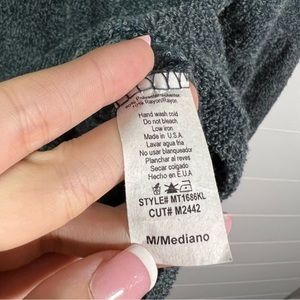 Hand wash cold
Do not bleach
Low iron
Made in U.S.A
Lavar agua fria
No usar blanqueador
Planchar al reves
Secar colgado
Hecho en E.U.A
STYLE# MT1686KL
CUT# M2442
M/Mediano